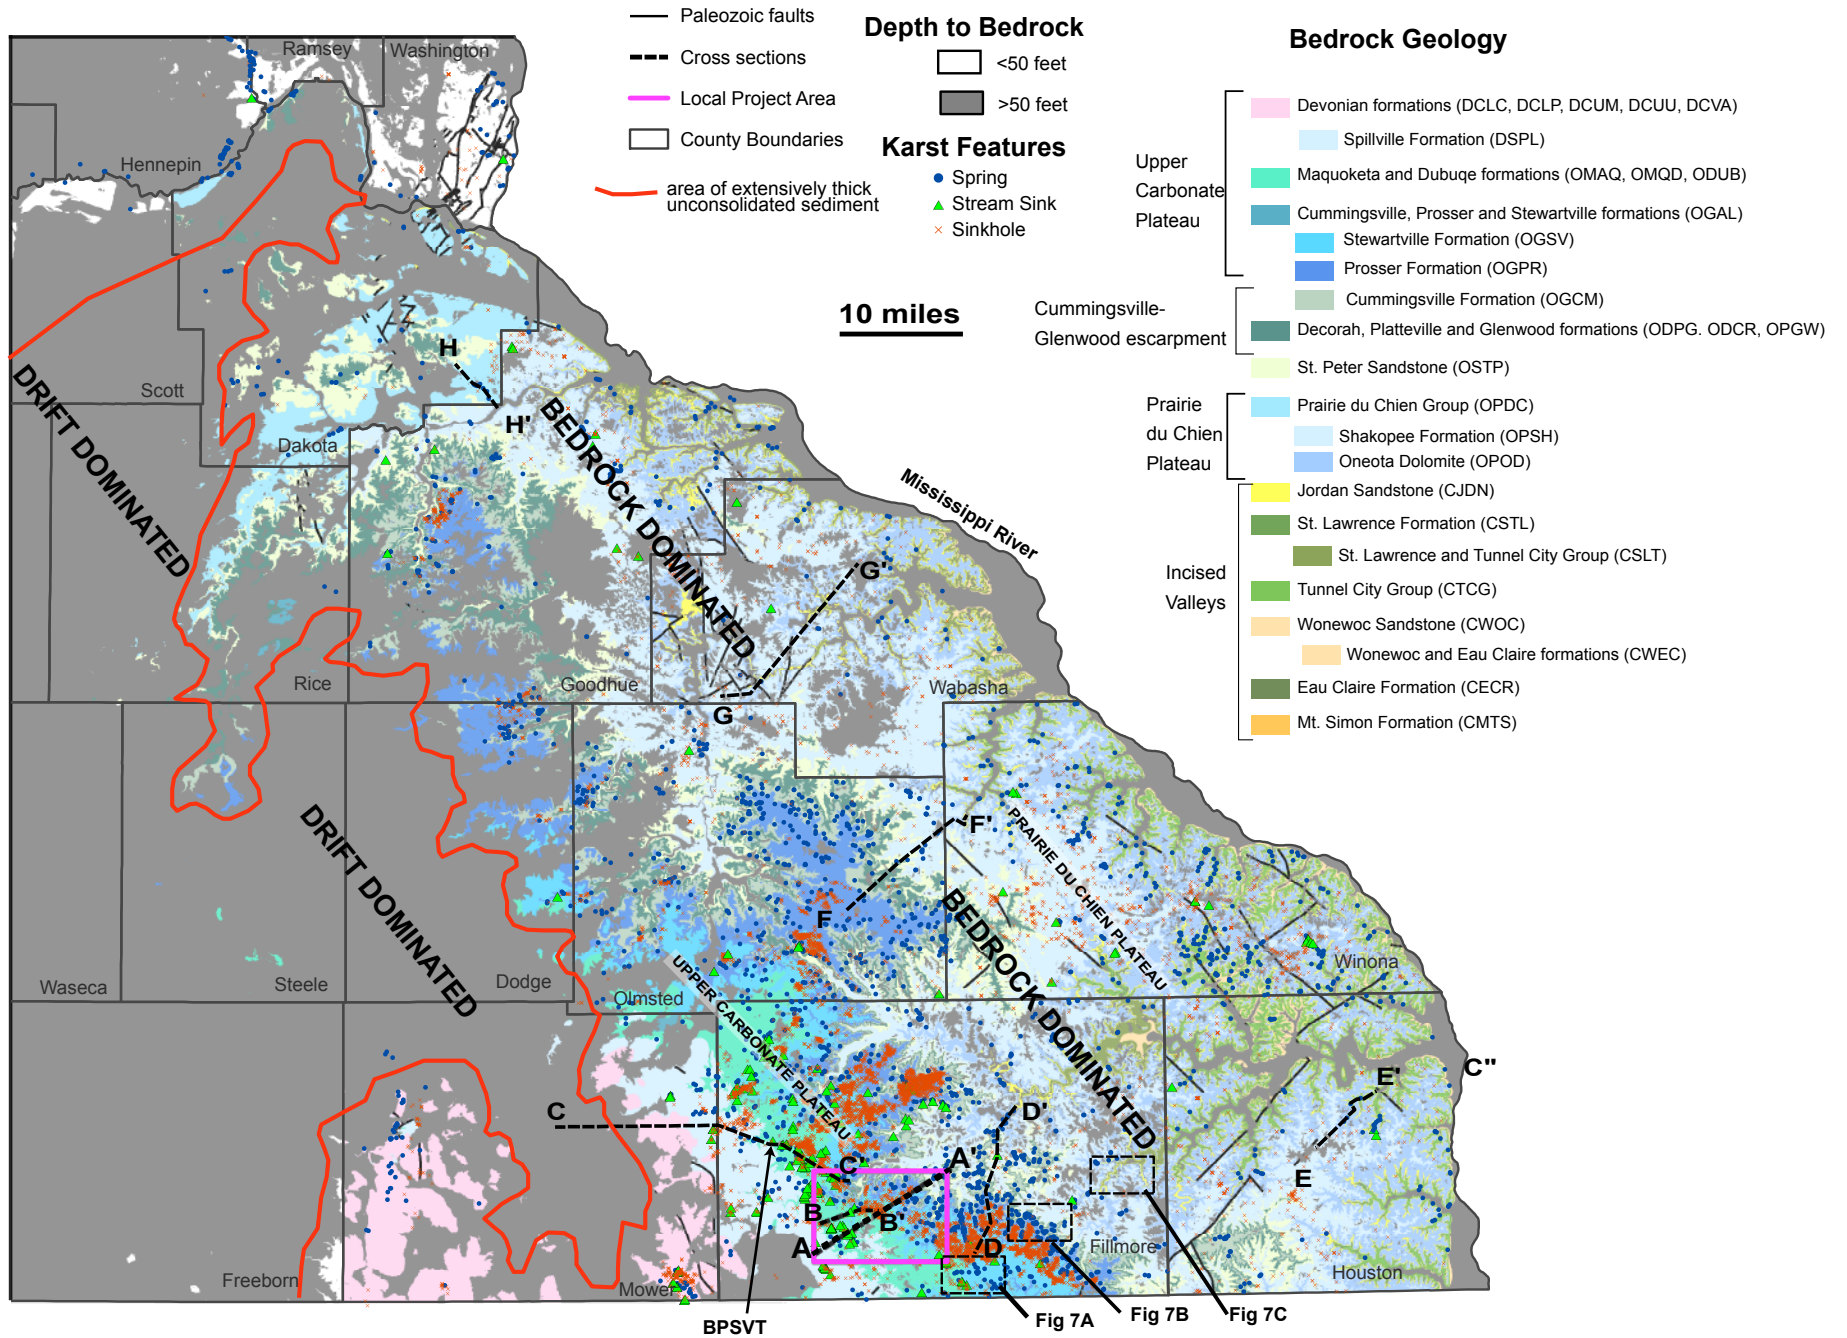 Paleozoic faults
Cross sections
Local Project Area
County Boundaries
area of extensively thick
unconsolidated sediment
Depth to Bedrock
<50 feet
>50 feet
Karst Features
Spring
Stream Sink
Sinkhole
10 miles
Bedrock Geology
Upper
Carbonate
Plateau
Devonian formations (DCLC, DCLP, DCUM, DCUU, DCVA)
Spillville Formation (DSPL)
Maquoketa and Dubuqe formations (OMAQ, OMQD, ODUB)
Cummingsville, Prosser and Stewartville formations (OGAL)
Stewartville Formation (OGSV)
Prosser Formation (OGPR)
Cummingsville-
Glenwood escarpment
Cummingsville Formation (OGCM)
Decorah, Platteville and Glenwood formations (ODPG. ODCR, OPGW)
St. Peter Sandstone (OSTP)
Prairie
du Chien
Plateau
Prairie du Chien Group (OPDC)
Shakopee Formation (OPSH)
Oneota Dolomite (OPOD)
Incised
Valleys
Jordan Sandstone (CJDN)
St. Lawrence Formation (CSTL)
St. Lawrence and Tunnel City Group (CSLT)
Tunnel City Group (CTCG)
Wonewoc Sandstone (CWOC)
Wonewoc and Eau Claire formations (CWEC)
Eau Claire Formation (CECR)
Mt. Simon Formation (CMTS)
Ramsey
Washington
Hennepin
Scott
Dakota
H
H'
DRIFT DOMINATED
BEDROCK DOMINATED
Mississippi River
G'
G
Rice
Goodhue
Wabasha
DRIFT DOMINATED
F'
F
PRAIRIE DU CHIEN PLATEAU
BEDROCK DOMINATED
Winona
Waseca
Steele
Dodge
Olmsted
UPPER CARBONATE PLATEAU
C
C'
C"
D'
D
E'
E
A'
A
B
B'
Freeborn
Mower
Fillmore
Houston
BPSVT
Fig 7A
Fig 7B
Fig 7C